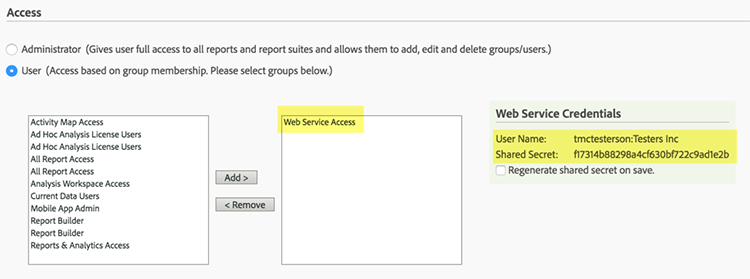 Access
Administrator (Gives user full access to all reports and report suites and allows them to add, edit and delete groups/users.)
User (Access based on group membership. Please select groups below.)
Activity Map Access
Ad Hoc Analysis License Users
Ad Hoc Analysis License Users
All Report Access
All Report Access
Analysis Workspace Access
Current Data Users
Mobile App Admin
Report Builder
Report Builder
Reports & Analytics Access
Add >
< Remove
Web Service Access
Web Service Credentials
User Name: tmctesterson:Testers Inc
Shared Secret: f17314b88298a4cf630bf722c9ad1e2b
Regenerate shared secret on save.